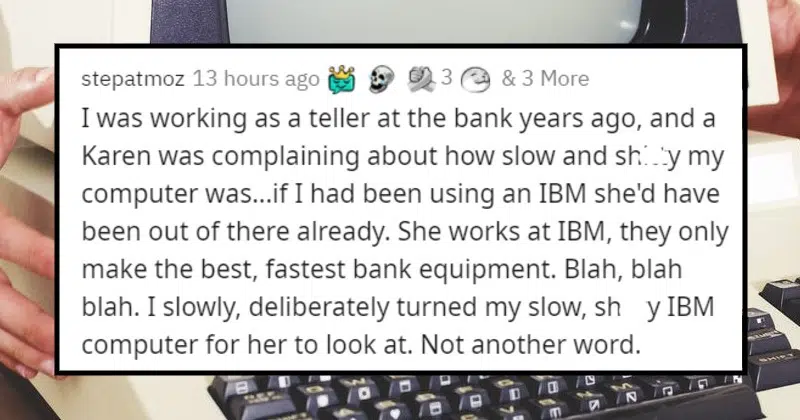 stepatmoz 13 hours ago 3 & 3 More
I was working as a teller at the bank years ago, and a
Karen was complaining about how slow and sh y my
computer was...if I had been using an IBM she'd have
been out of there already. She works at IBM, they only
make the best, fastest bank equipment. Blah, blah
blah. I slowly, deliberately turned my slow, sh y IBM
computer for her to look at. Not another word.
SHIFT